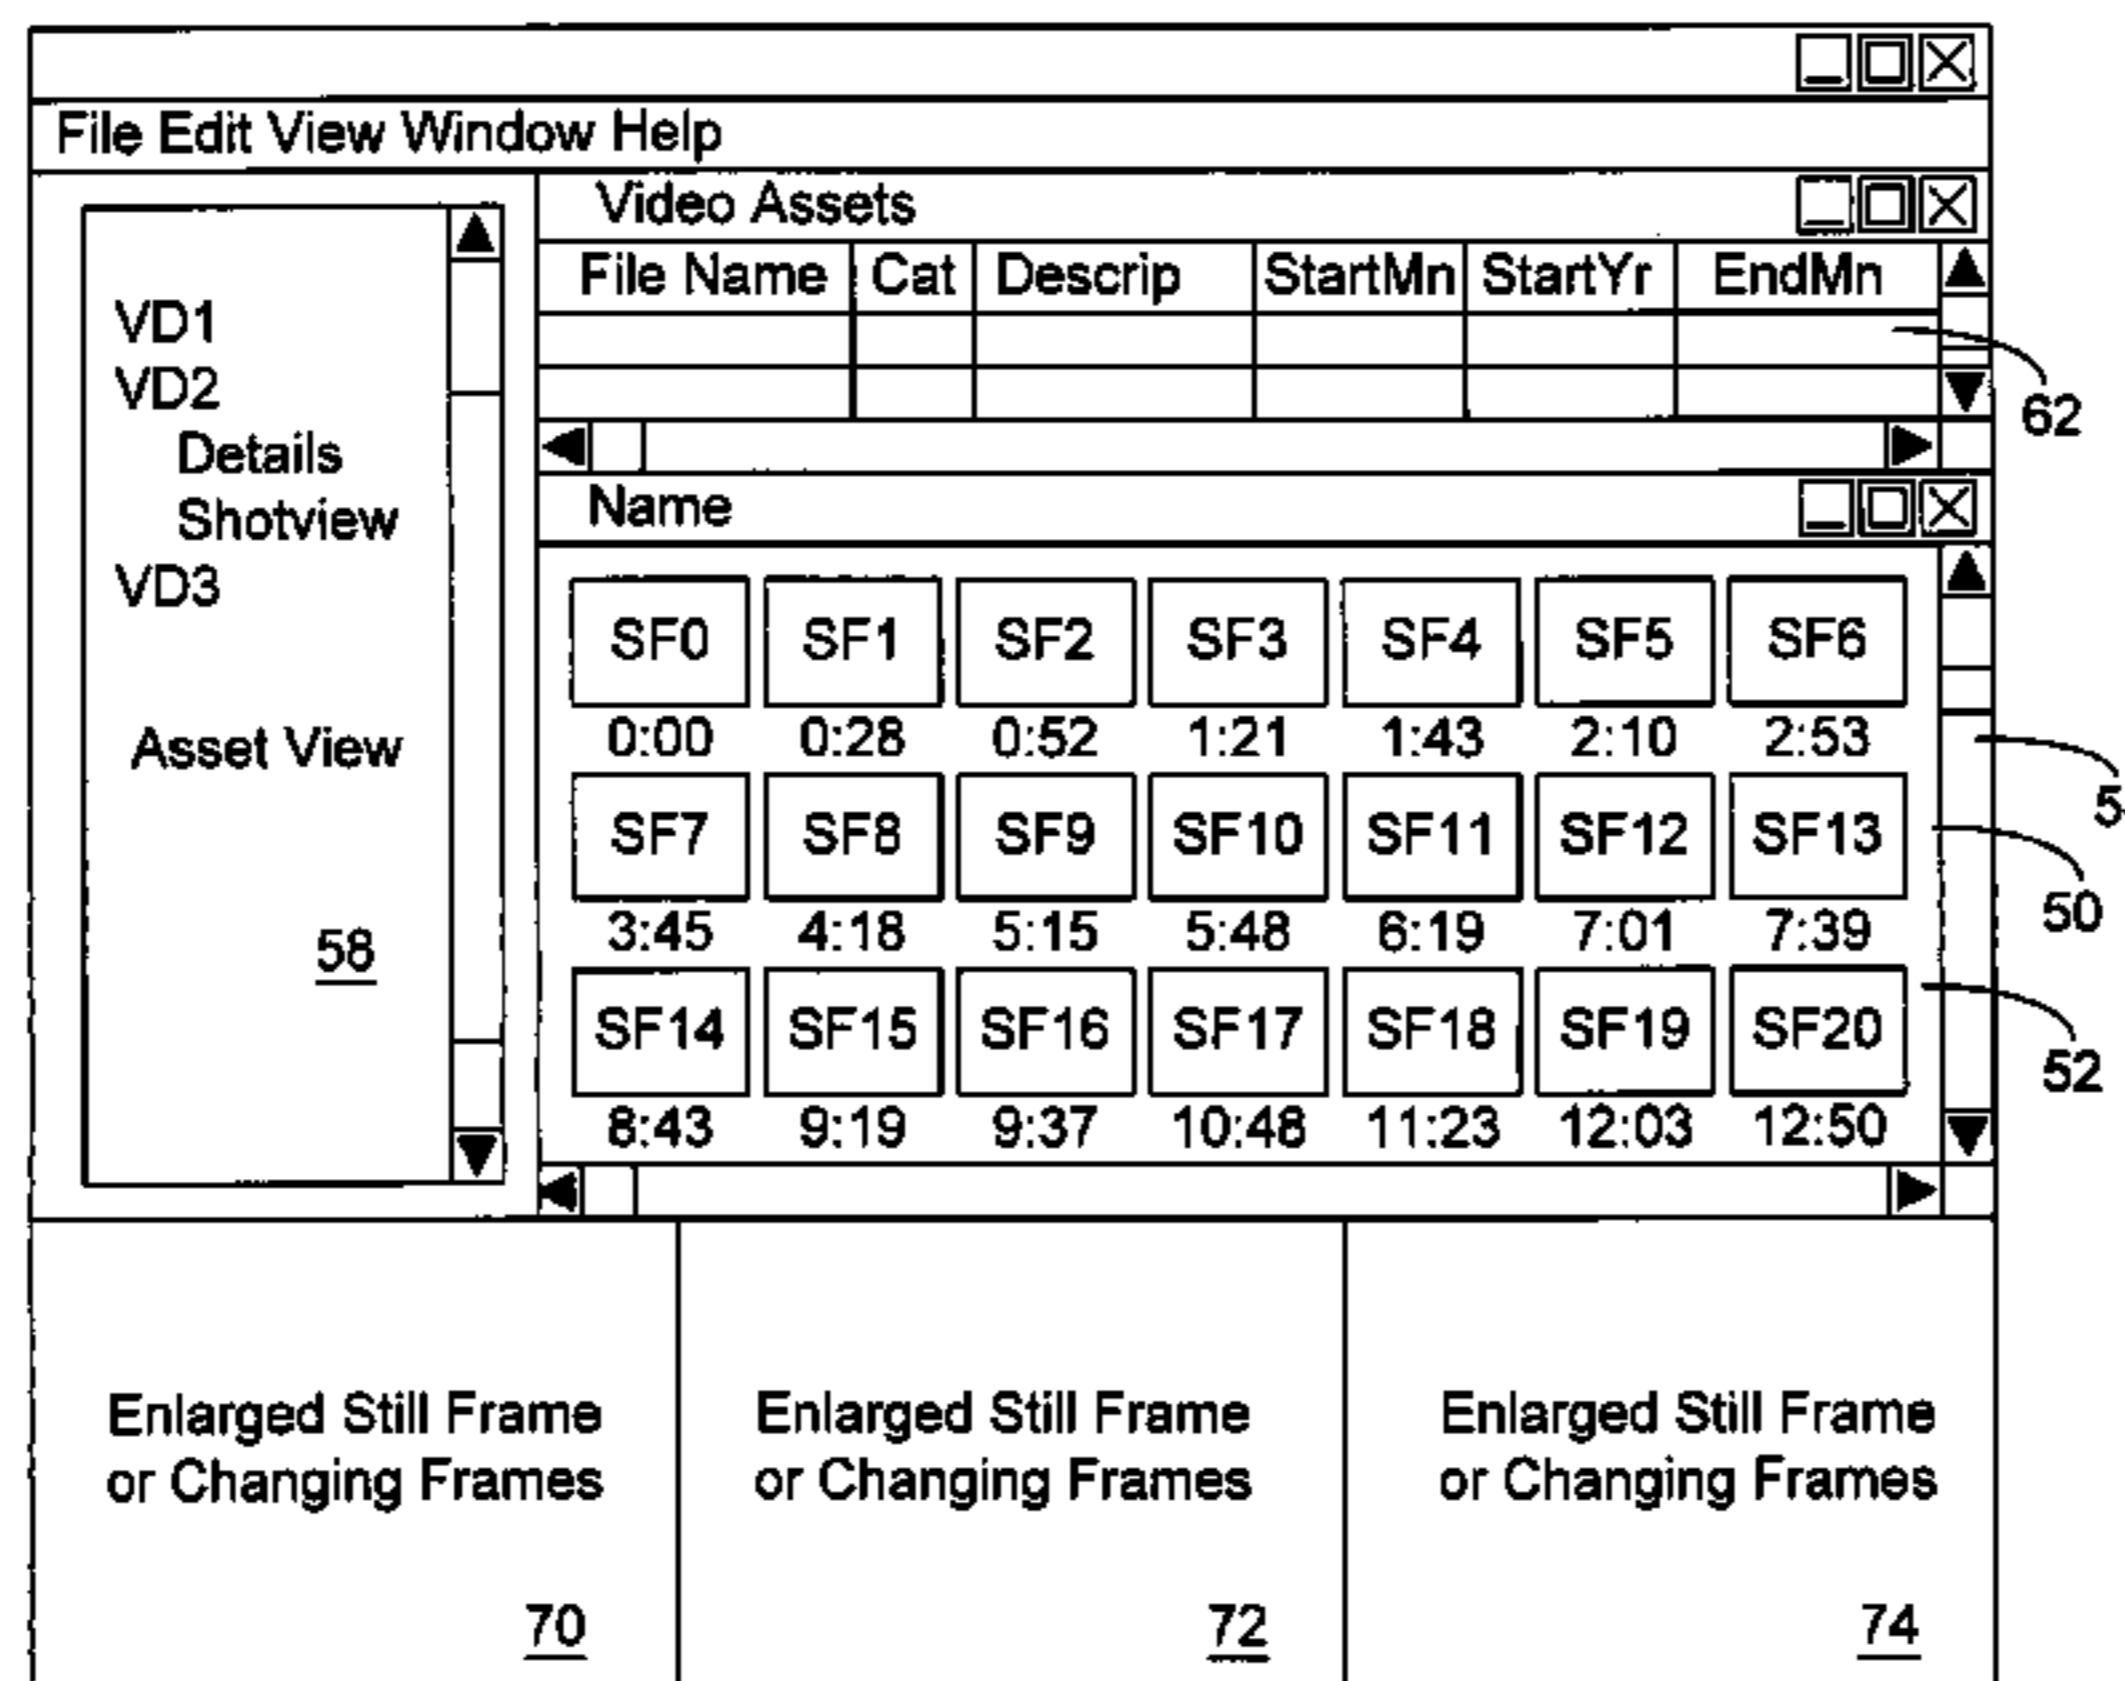 File Edit View Window Help
VD1
VD2
Details
Shotview
VD3
Asset View
58
Video Assets
File Name Cat Descrip StartMn StartYr EndMn
62
Name
SF0 SF1 SF2 SF3 SF4 SF5 SF6
0:00 0:28 0:52 1:21 1:43 2:10 2:53
SF7 SF8 SF9 SF10 SF11 SF12 SF13
3:45 4:18 5:15 5:48 6:19 7:01 7:39
50
SF14 SF15 SF16 SF17 SF18 SF19 SF20
8:43 9:19 9:37 10:48 11:23 12:03 12:50
52
Enlarged Still Frame
or Changing Frames
70
Enlarged Still Frame
or Changing Frames
72
Enlarged Still Frame
or Changing Frames
74